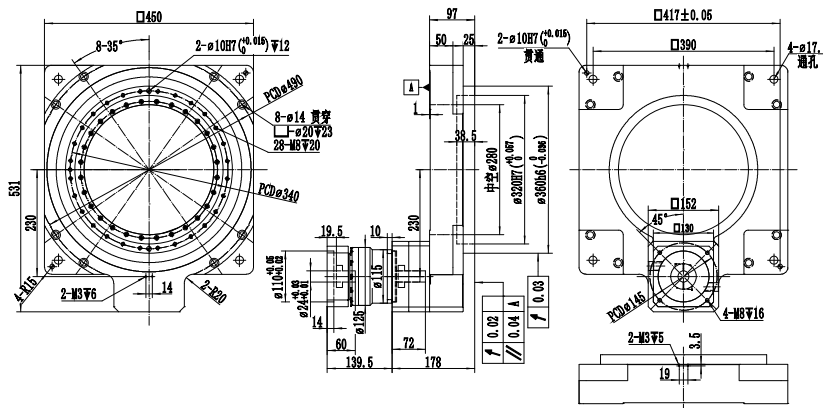 □450
8-35°
2-ø10H7(+0.015 0)↧12
PCDø490
8-ø14 贯穿
⌴-ø20↧23
28-M8↧20
PCDø340
531
230
4-R15
2-M3↧6
14
2-R20
97
50
25
A
1
38.5
中空ø280
ø320H7(+0.057 0)
ø360h6(0 -0.036)
230
19.5
10
ø110+0.05 +0.02
ø24+0.03 +0.01
ø125
ø115
14
60
72
139.5
178
0.02
0.04 A
0.03
□417±0.05
2-ø10H7(+0.015 0)
贯通
□390
4-ø17.
通孔
□152
45°
□130
PCDø145
4-M8↧16
2-M3↧5
3.5
19